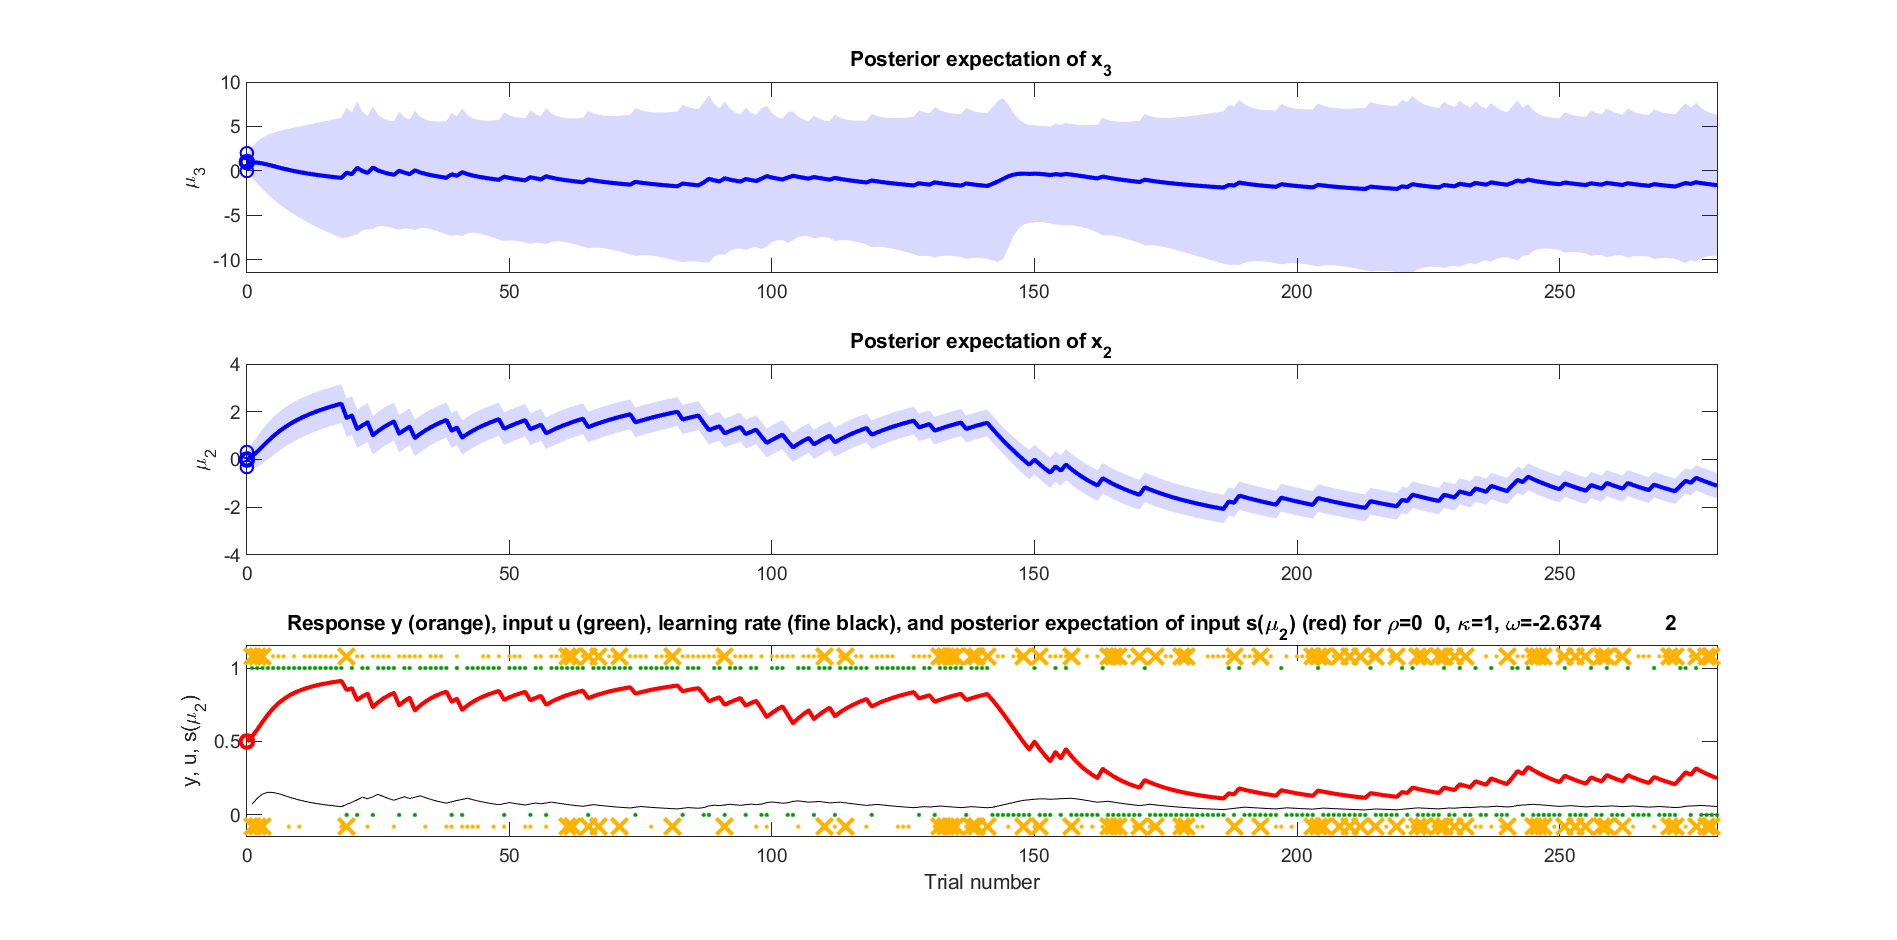 Posterior expectation of x3
10
5
0
-5
-10
μ3
0 50 100 150 200 250
Posterior expectation of x2
4
2
0
-2
-4
μ2
0 50 100 150 200 250
Response y (orange), input u (green), learning rate (fine black), and posterior expectation of input s(μ2) (red) for ρ=0 0, κ=1, ω=-2.6374 2
1
0.5
0
y, u, s(μ2)
0 50 100 150 200 250
Trial number